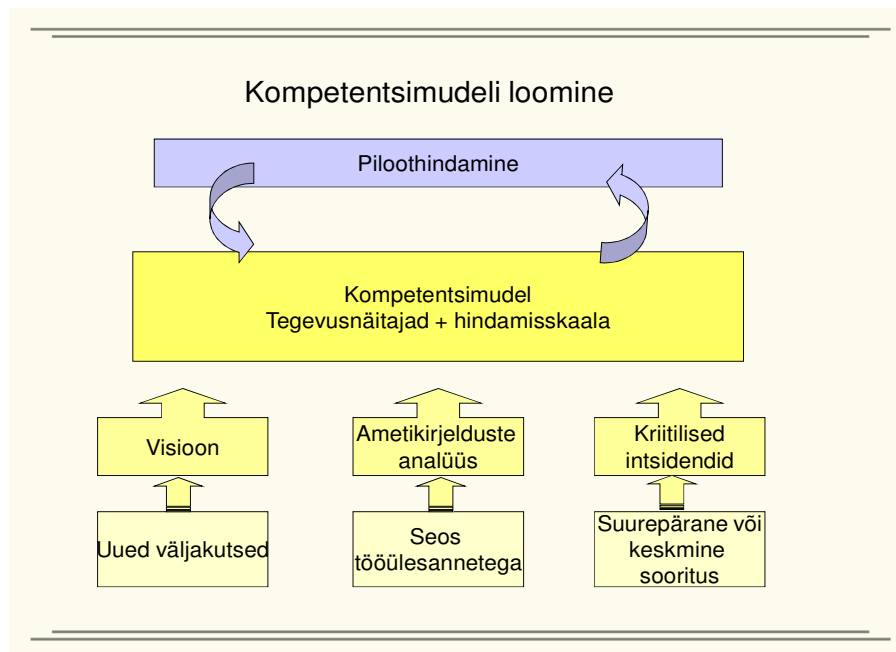 Kompetentsimudeli loomine
Piloothindamine
Kompetentsimudel
Tegevusnäitajad + hindamisskaala
Visioon
Ametikirjelduste
analüüs
Kriitilised
intsidendid
Uued väljakutsed
Seos
tööülesannetega
Suurepärane või
keskmine
sooritus